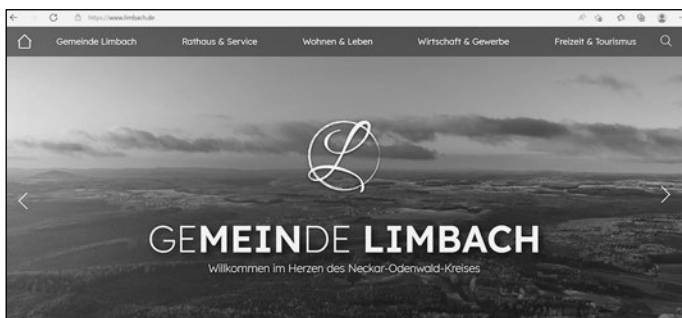 https://www.limbach.de
Gemeinde Limbach Rathaus & Service Wohnen & Leben Wirtschaft & Gewerbe Freizeit & Tourismus
L
GEMEINDE LIMBACH
Willkommen im Herzen des Neckar-Odenwald-Kreises